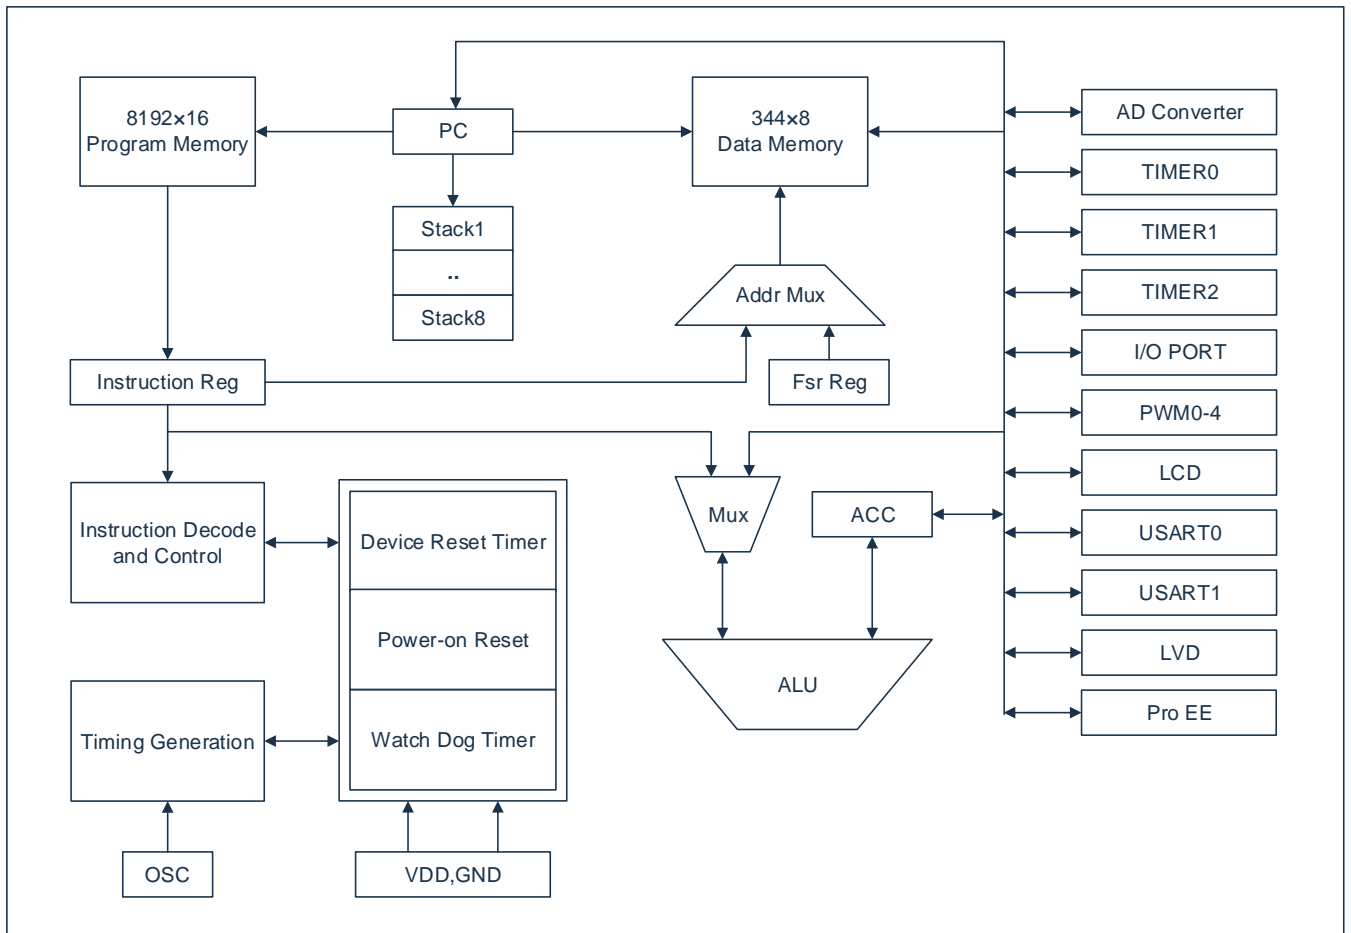 8192×16
Program Memory
PC
344×8
Data Memory
AD Converter
TIMER0
TIMER1
TIMER2
I/O PORT
PWM0-4
LCD
USART0
USART1
LVD
Pro EE
Stack1
..
Stack8
Addr Mux
Instruction Reg
Fsr Reg
Mux
ACC
ALU
Instruction Decode
and Control
Device Reset Timer
Power-on Reset
Watch Dog Timer
Timing Generation
OSC
VDD,GND